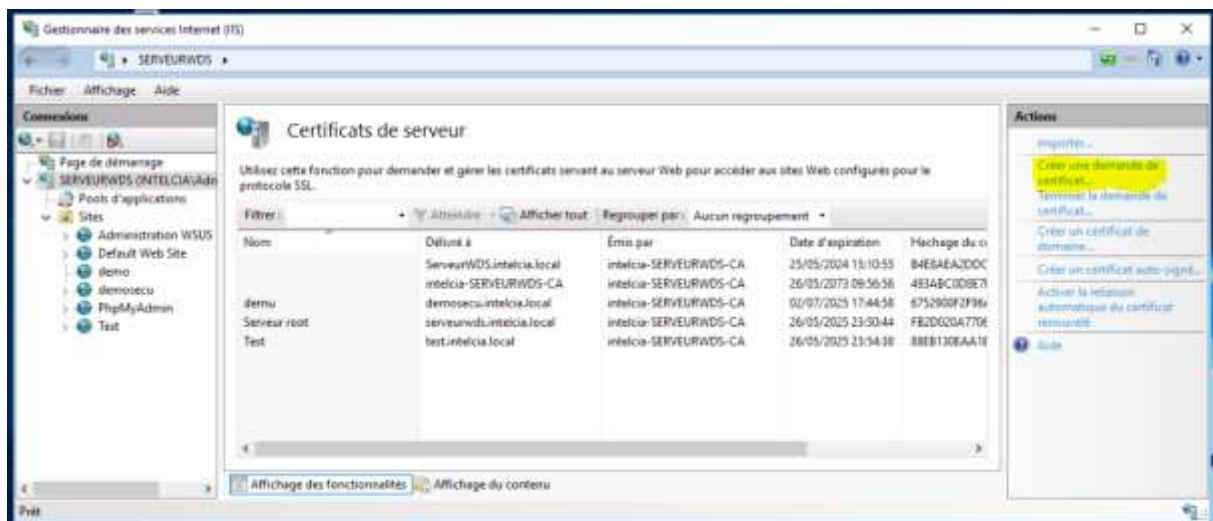 Gestionnaire des services Internet (IIS)
SERVEURWDS
Fichier Affichage Aide
Connexions
Page de démarrage
SERVEURWDS (INTELCIA\Adm
Pools d'applications
Sites
Administration WSUS
Default Web Site
demo
demosecu
PhpMyAdmin
Test
Certificats de serveur
Utilisez cette fonction pour demander et gérer les certificats servant au serveur Web pour accéder aux sites Web configurés pour le
protocole SSL.
Filtrer : Atteindre Afficher tout Regrouper par : Aucun regroupement
Nom Délivré à Émis par Date d'expiration Hachage du c
ServeurWDS.intelcia.local intelcia-SERVEURWDS-CA 25/05/2024 15:10:55
intelcia-SERVEURWDS-CA intelcia-SERVEURWDS-CA 26/05/2073 09:56:56
demosecu.intelcia.local intelcia-SERVEURWDS-CA 02/07/2025 17:44:58
Serveur root serveurwds.intelcia.local intelcia-SERVEURWDS-CA 26/05/2025 23:50:44
Test test.intelcia.local intelcia-SERVEURWDS-CA 26/05/2025 23:54:38
Affichage des fonctionnalités Affichage du contenu
Actions
Importer...
Créer une demande de
certificat...
Terminer la demande de
certificat...
Créer un certificat de
domaine...
Créer un certificat auto-signé...
Activer la réliaison
automatique du certificat
renouvelé
Aide
Prêt